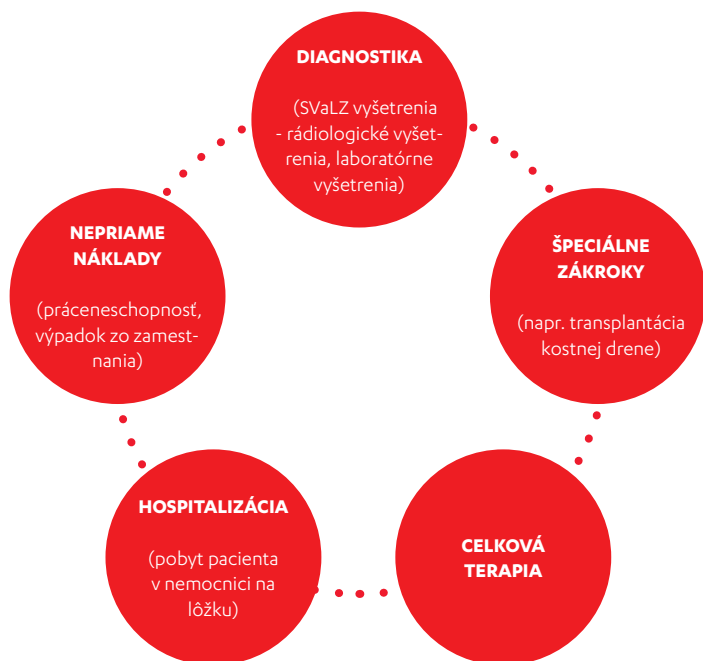 DIAGNOSTIKA
(SVaLZ vyšetrenia
- rádiologické vyšet-
renia, laboratórne
vyšetrenia)
NEPRIAME
NÁKLADY
(práceneschopnosť,
výpadok zo zamest-
nania)
ŠPECIÁLNE
ZÁKROKY
(napr. transplantácia
kostnej drene)
HOSPITALIZÁCIA
(pobyt pacienta
v nemocnici na
lôžku)
CELKOVÁ
TERAPIA